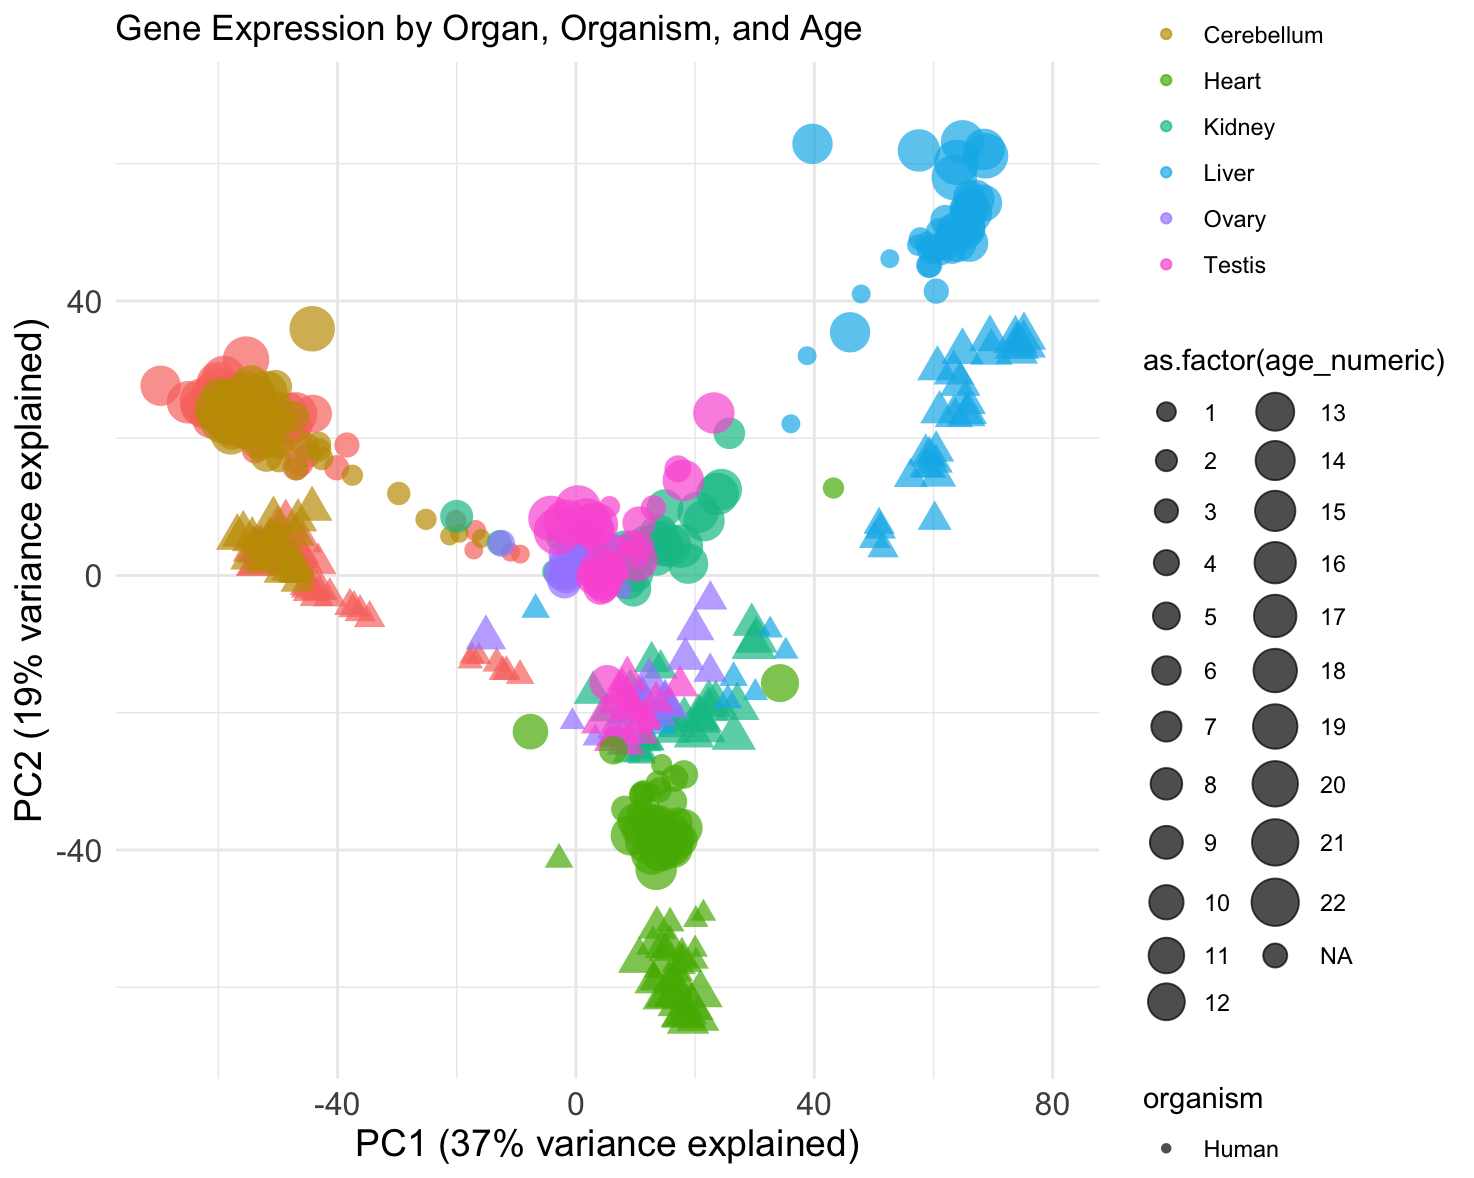 Gene Expression by Organ, Organism, and Age
PC2 (19% variance explained)
40
0
-40
-40
0
40
80
PC1 (37% variance explained)
Cerebellum
Heart
Kidney
Liver
Ovary
Testis
as.factor(age_numeric)
1
2
3
4
5
6
7
8
9
10
11
12
13
14
15
16
17
18
19
20
21
22
NA
organism
Human